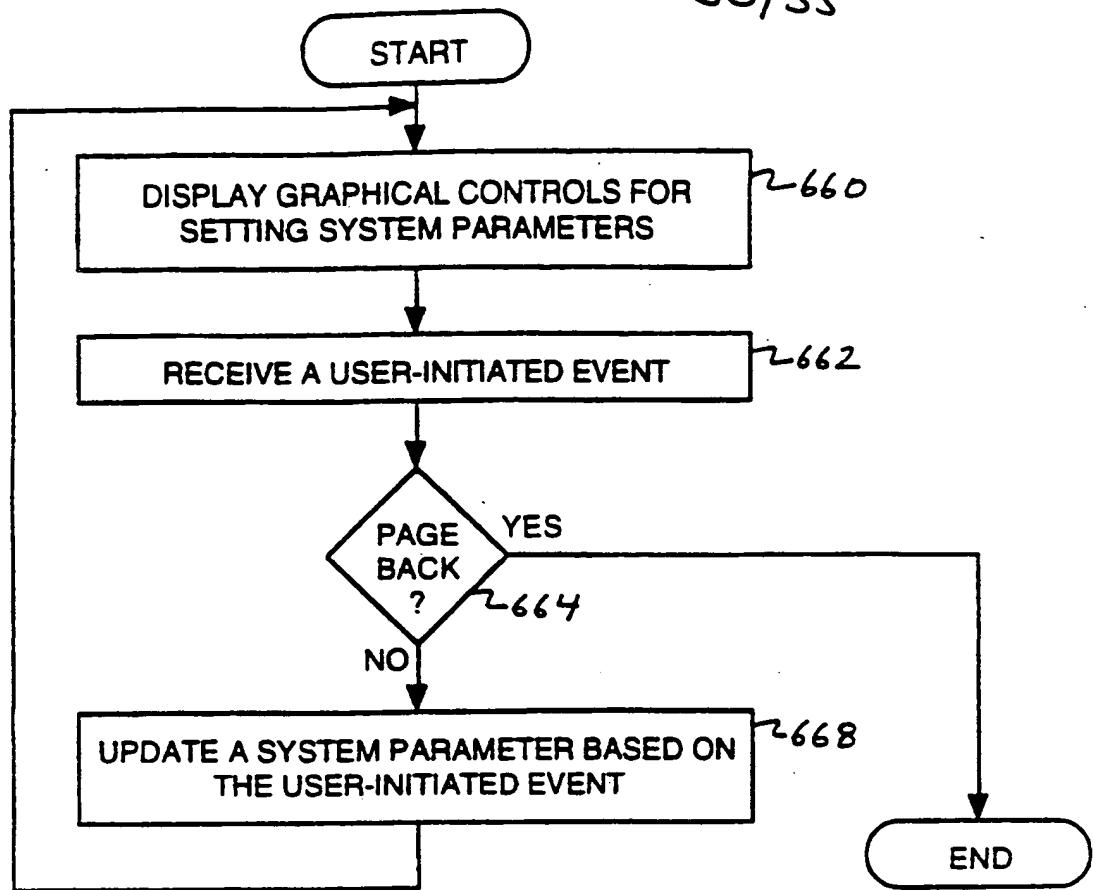 START
DISPLAY GRAPHICAL CONTROLS FOR
SETTING SYSTEM PARAMETERS
660
RECEIVE A USER-INITIATED EVENT
662
PAGE
BACK
?
YES
664
NO
UPDATE A SYSTEM PARAMETER BASED ON
THE USER-INITIATED EVENT
668
END